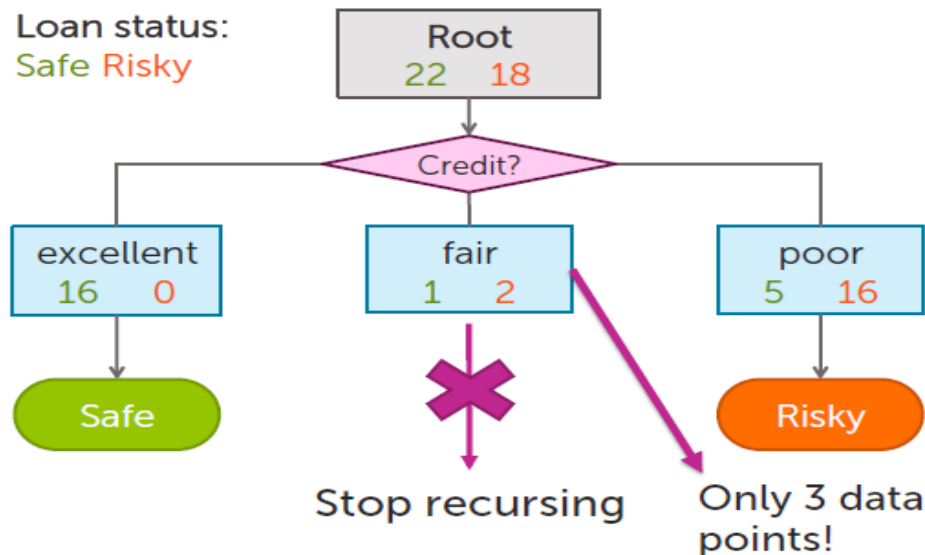 Loan status:
Safe Risky
Root
22 18
Credit?
excellent
16 0
fair
1 2
poor
5 16
Safe
Risky
Stop recursing
Only 3 data
points!